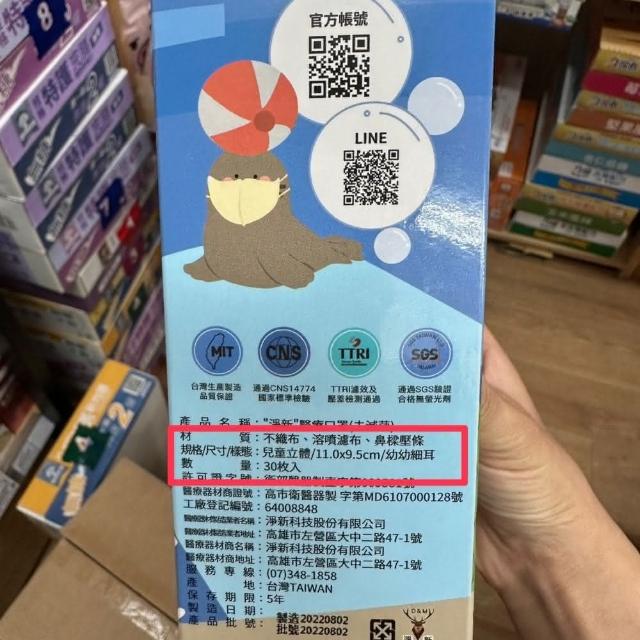 官方帳號
LINE
MIT
CNS
TTRI
SGS
台灣生產製造
品質保證
通過CNS14774
國家標準檢驗
TTRI濾效及
壓差檢測通過
通過SGS驗證
合格無螢光劑
產品名稱："淨新"醫療口罩(未滅菌)
材質：不織布、溶噴濾布、鼻樑壓條
規格/尺寸/樣態：兒童立體/11.0x9.5cm/幼幼細耳
數量：30枚入
許可證字號：
醫療器材商證號：高市衛醫器製 字第MD6107000128號
工廠登記編號：64008848
醫療器材製造業者名稱：淨新科技股份有限公司
醫療器材製造業者地址：高雄市左營區大中二路47-1號
醫療器材商名稱：淨新科技股份有限公司
醫療器材商地址：高雄市左營區大中二路47-1號
服務專線：(07)348-1858
產地：台灣TAIWAN
保存期限：5年
製造日期：
產品批號：
製造20220802
批號20220802
D&M
淨新
8
特護
7
2